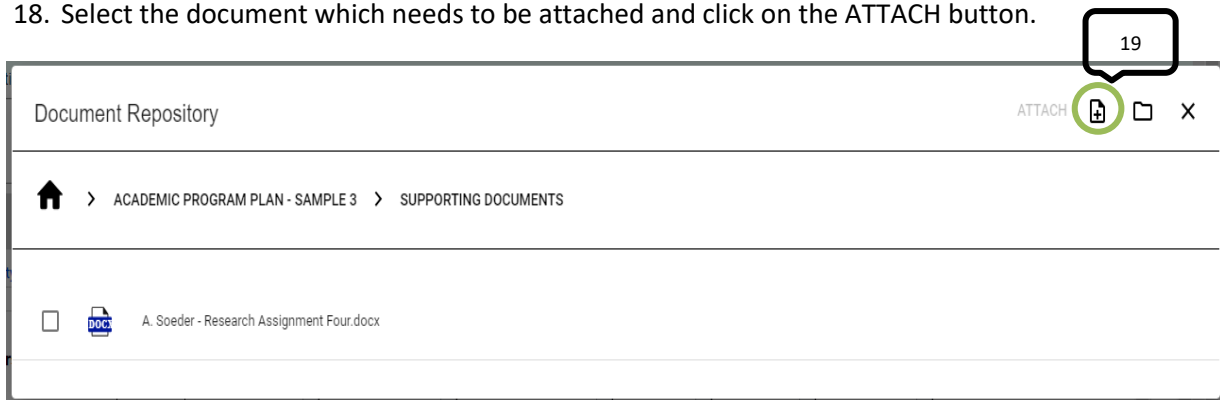 18. Select the document which needs to be attached and click on the ATTACH button.
19
Document Repository
ATTACH
ACADEMIC PROGRAM PLAN - SAMPLE 3 > SUPPORTING DOCUMENTS
DOCX
A. Soeder - Research Assignment Four.docx